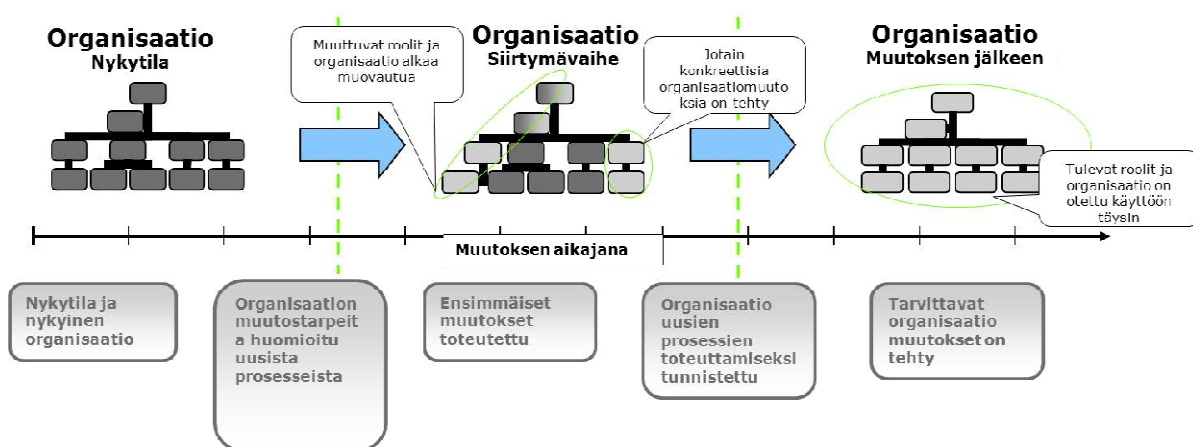 Organisaatio
Nykytila
Muuttuvat roolit ja
organisaatio alkaa
muovautua
Organisaatio
Siirtymävaihe
Jotain
konkreettisia
organisaatiomuuto
ksia on tehty
Organisaatio
Muutoksen jälkeen
Tulevat roolit ja
organisaatio on
otettu käyttöön
täysin
Muutoksen aikajana
Nykytila ja
nykyinen
organisaatio
Organisaation
muutostarpeit
a huomioitu
uusista
prosesseista
Ensimmäiset
muutokset
toteutettu
Organisaatio
uusien
prosessien
toteuttamiseksi
tunnistettu
Tarvittavat
organisaatio
muutokset on
tehty